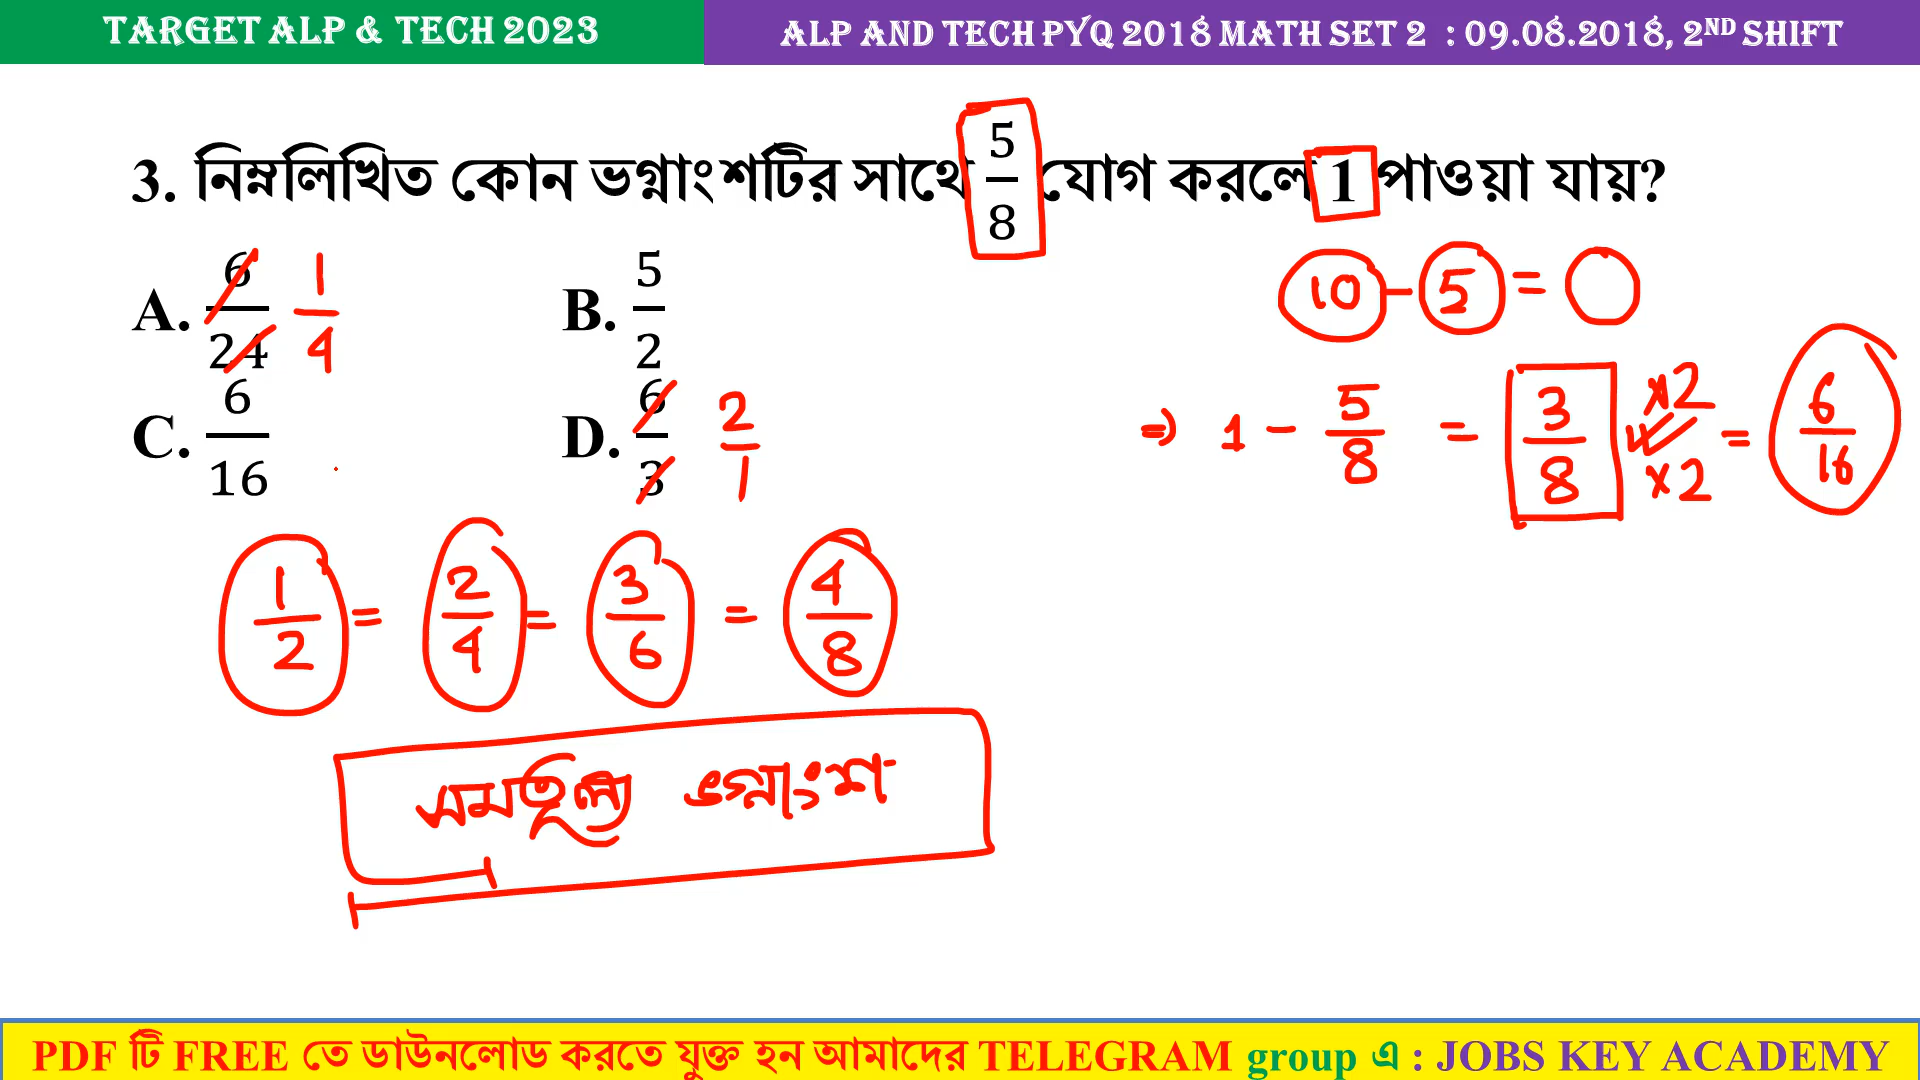 TARGET ALP & TECH 2023
ALP AND TECH PYQ 2018 MATH SET 2 : 09.08.2018, 2ND SHIFT
3. নিম্নলিখিত কোন ভগ্নাংশটির সাথে 5/8 যোগ করলে 1 পাওয়া যায়?
A. 6/24 1/4 B. 5/2
10 - 5 =
C. 6/16 D. 6/3 2/1
⇒ 1 - 5/8 = 3/8 ×2 ×2 = 6/16
1/2 = 2/4 = 3/6 = 4/8
সমতুল্য ভগ্নাংশ
PDF টি FREE তে ডাউনলোড করতে যুক্ত হন আমাদের TELEGRAM group এ : JOBS KEY ACADEMY